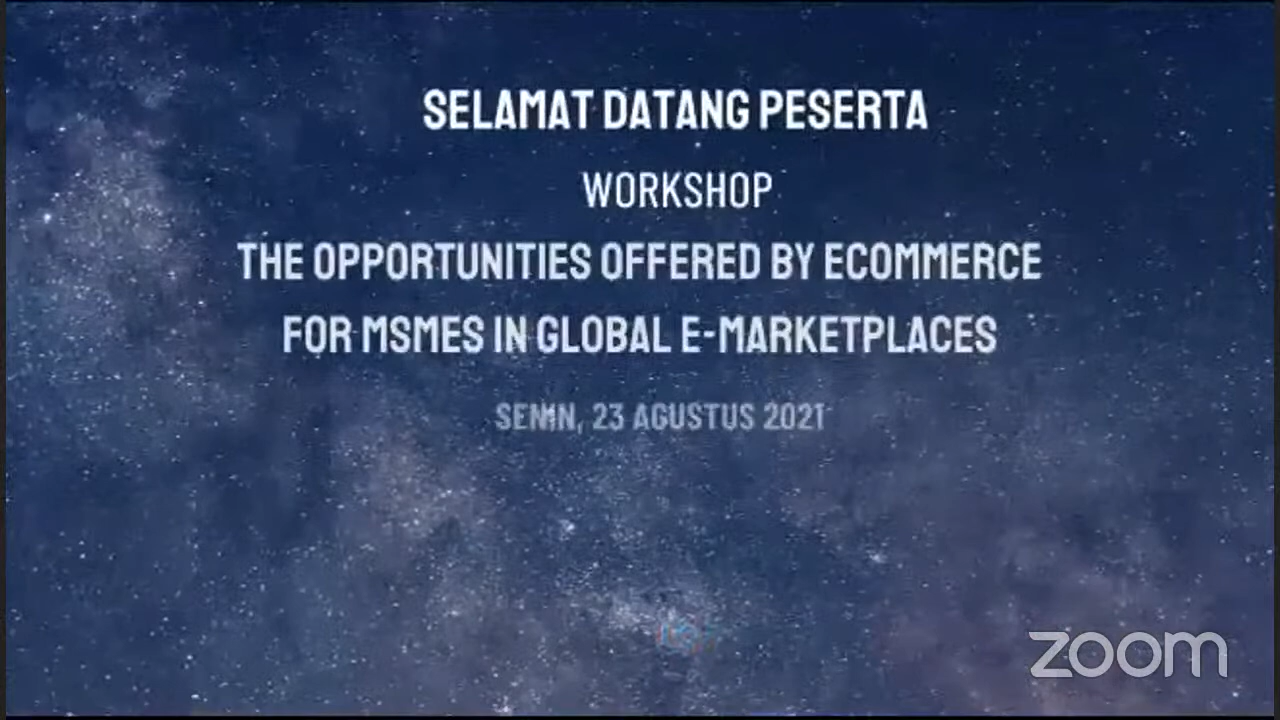 SELAMAT DATANG PESERTA
WORKSHOP
THE OPPORTUNITIES OFFERED BY ECOMMERCE
FOR MSMES IN GLOBAL E-MARKETPLACES
SENIN, 23 AGUSTUS 2021
zoom